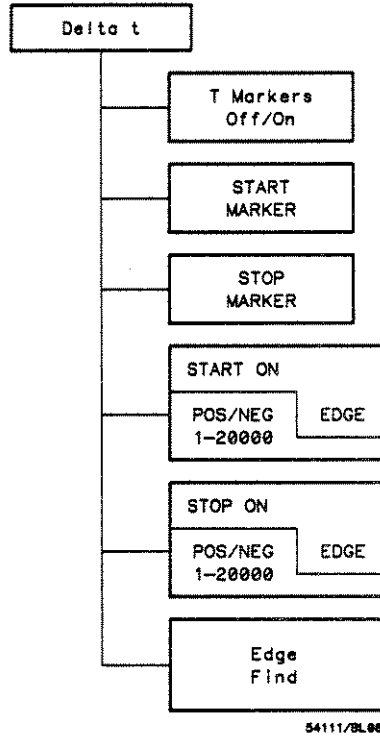 Delta t
T Markers
Off/On
START
MARKER
STOP
MARKER
START ON
POS/NEG EDGE
1-20000
STOP ON
POS/NEG EDGE
1-20000
Edge
Find